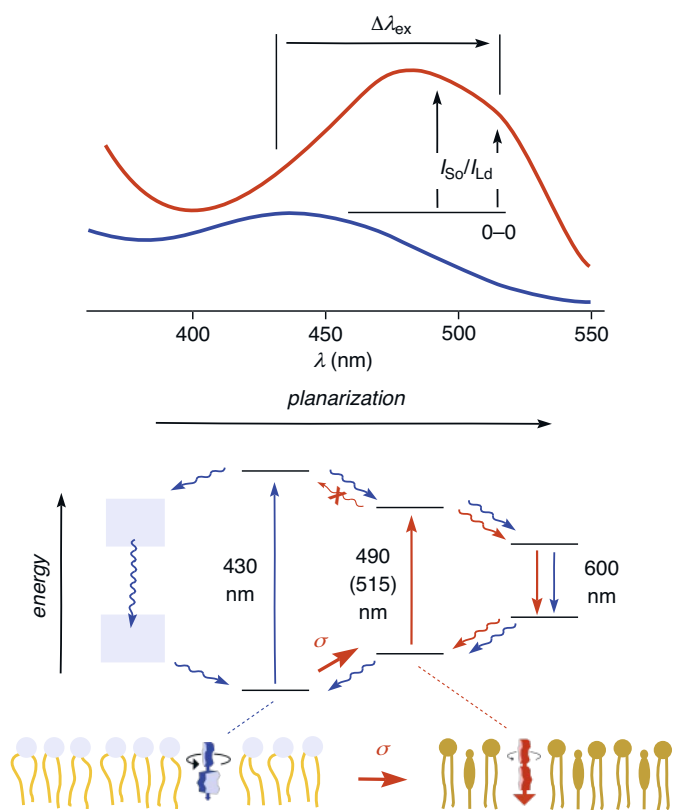 Δλex
ISo/ILd
0–0
400
450
500
550
λ (nm)
planarization
energy
430
nm
490
(515)
nm
600
nm
σ
σ